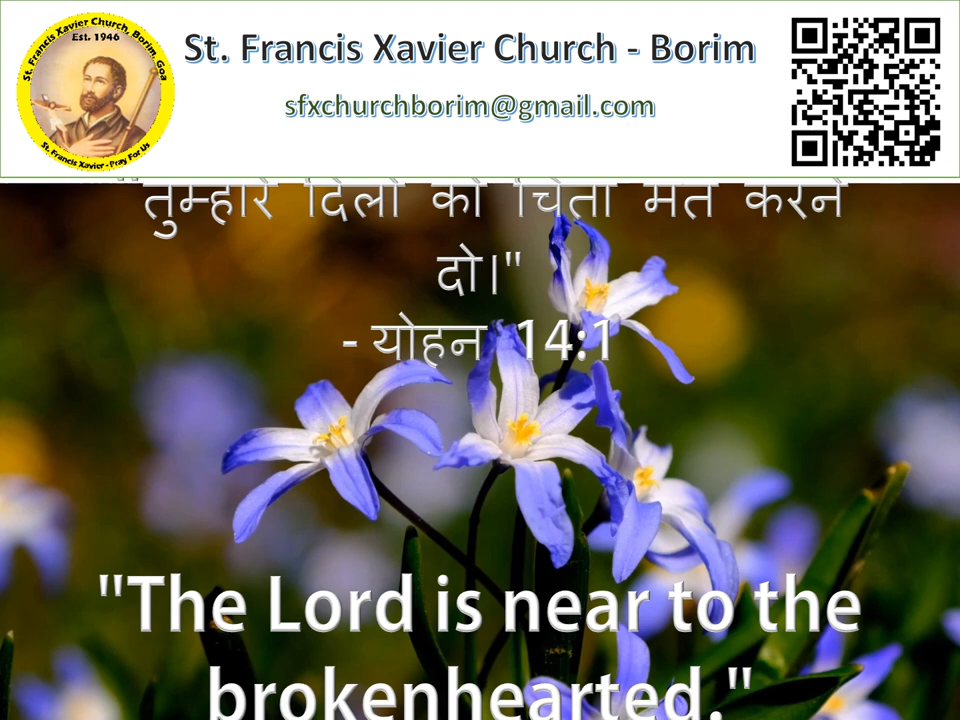 St. Francis Xavier Church, Borim, Goa
Est. 1946
St. Francis Xavier - Pray For Us
St. Francis Xavier Church - Borim
sfxchurchborim@gmail.com
"तुम्हारे दिलों को चिंता मत करने
दो।"
- योहन 14:1
"The Lord is near to the
brokenhearted."